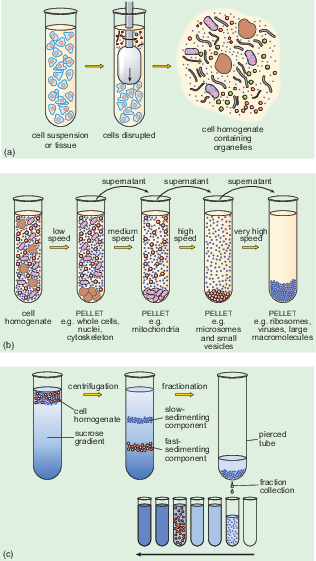 cell suspension
or tissue
cells disrupted
cell homogenate
containing
organelles
(a)
supernatant
supernatant
supernatant
low
speed
medium
speed
high
speed
very high
speed
cell
homogenate
PELLET
e.g. whole cells,
nuclei,
cytoskeleton
PELLET
e.g.
mitochondria
PELLET
e.g.
microsomes
and small
vesicles
PELLET
e.g. ribosomes,
viruses, large
macromolecules
(b)
centrifugation
fractionation
cell
homogenate
sucrose
gradient
slow-
sedimenting
component
fast-
sedimenting
component
pierced
tube
fraction
collection
(c)